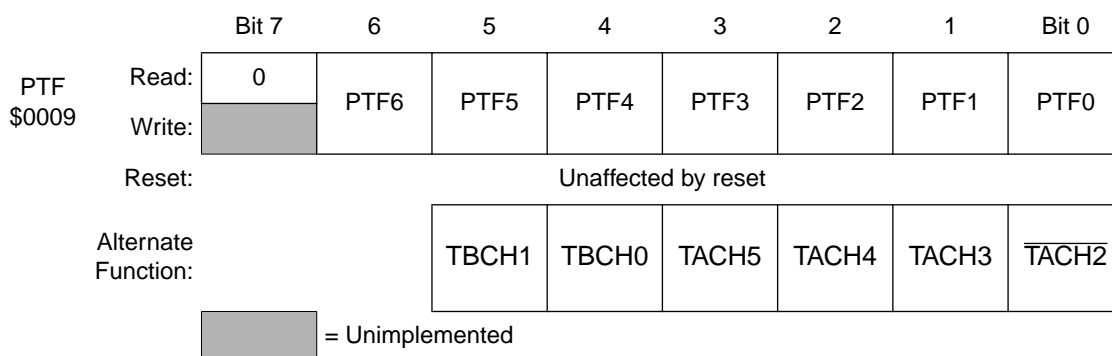 Bit 7 6 5 4 3 2 1 Bit 0
PTF
$0009
Read: 0
Write:
PTF6 PTF5 PTF4 PTF3 PTF2 PTF1 PTF0
Reset: Unaffected by reset
Alternate
Function:
TBCH1 TBCH0 TACH5 TACH4 TACH3 T̅A̅C̅H̅2̅
= Unimplemented